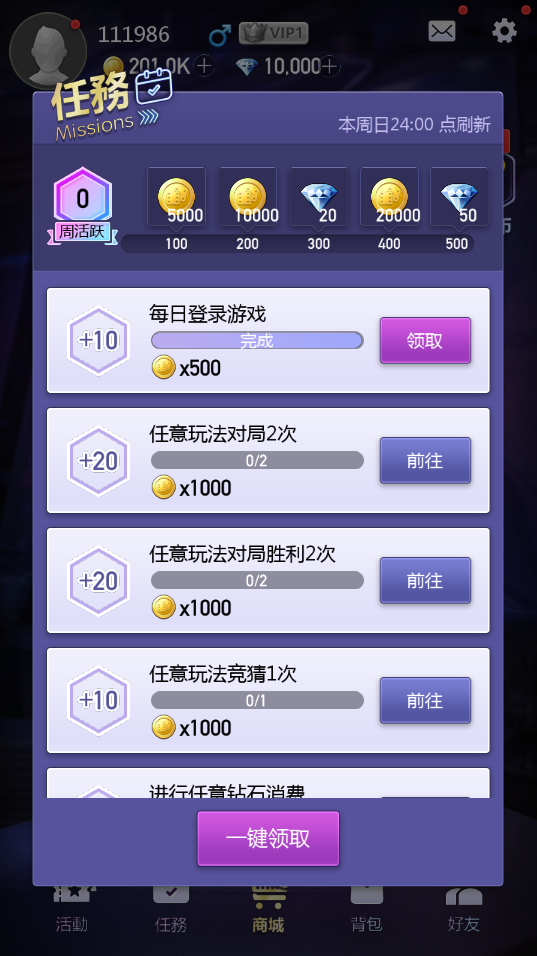 111986
VIP1
201.0K
10,000
任務
Missions
本周日24:00 点刷新
0
周活跃
5000
10000
20
20000
50
100
200
300
400
500
每日登录游戏
+10
完成
领取
x500
任意玩法对局2次
+20
0/2
前往
x1000
任意玩法对局胜利2次
+20
0/2
前往
x1000
任意玩法竞猜1次
+10
0/1
前往
x1000
进行任意钻石消费
一键领取
活動
任務
商城
背包
好友